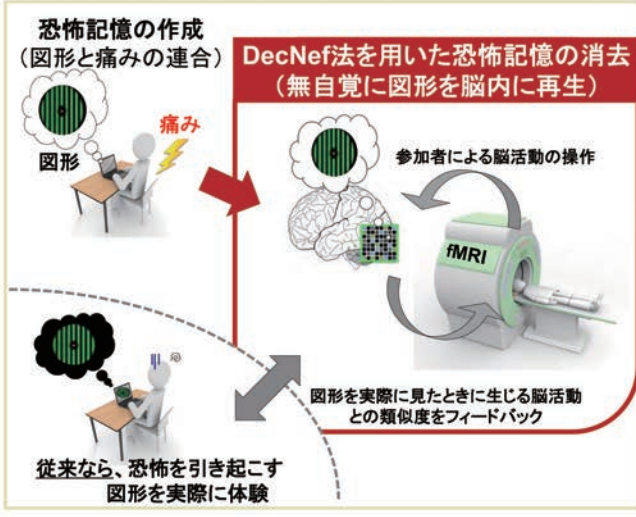 恐怖記憶の作成
(図形と痛みの連合)
図形
痛み
DecNef法を用いた恐怖記憶の消去
(無自覚に図形を脳内に再生)
参加者による脳活動の操作
fMRI
図形を実際に見たときに生じる脳活動
との類似度をフィードバック
従来なら、恐怖を引き起こす
図形を実際に体験